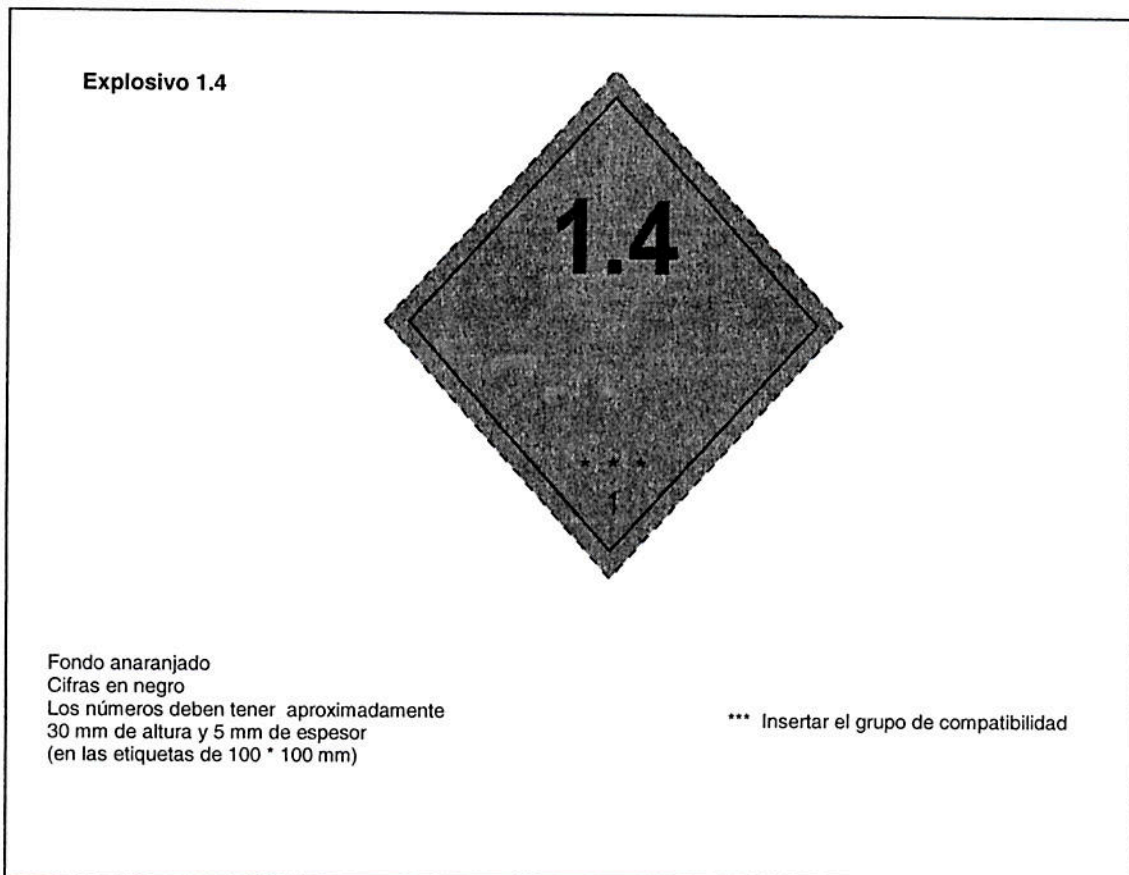 Explosivo 1.4
1.4
* * *
1
Fondo anaranjado
Cifras en negro
Los números deben tener aproximadamente
30 mm de altura y 5 mm de espesor
(en las etiquetas de 100 * 100 mm)
*** Insertar el grupo de compatibilidad